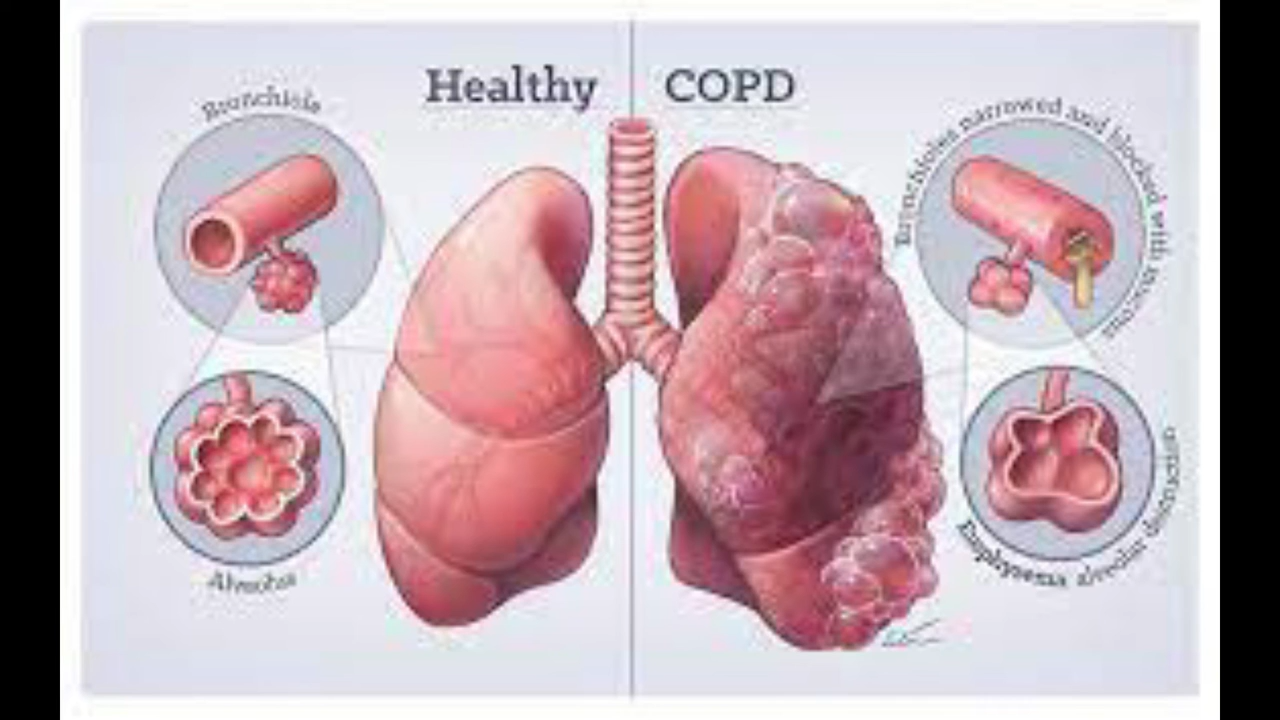 Healthy
COPD
Bronchiole
Bronchioles narrowed and blocked with mucus
Alveolus
Emphysema alveolar destruction